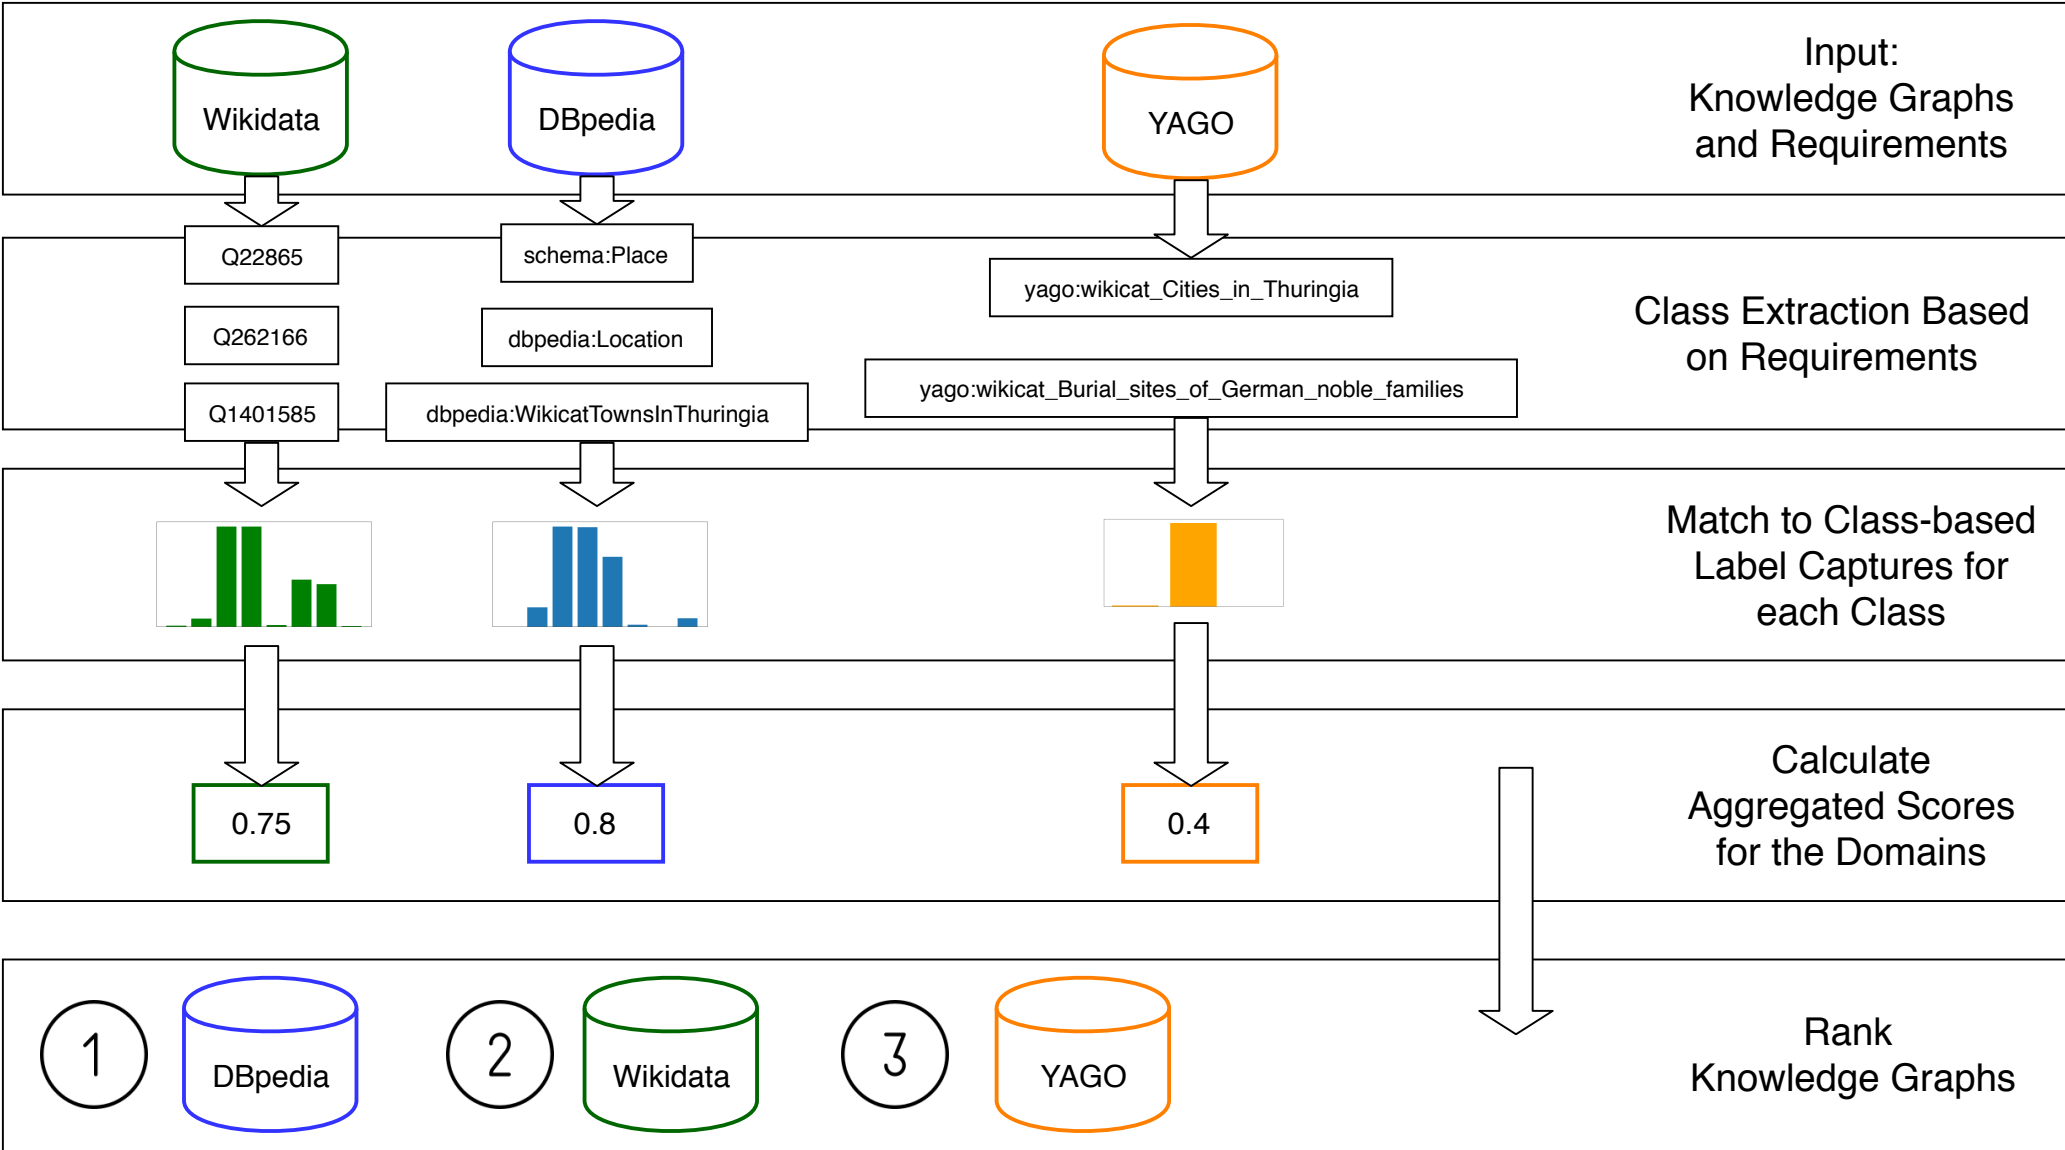 Wikidata
DBpedia
YAGO
Input:
Knowledge Graphs
and Requirements
Q22865
schema:Place
yago:wikicat_Cities_in_Thuringia
Q262166
dbpedia:Location
Q1401585
dbpedia:WikicatTownsInThuringia
yago:wikicat_Burial_sites_of_German_noble_families
Class Extraction Based
on Requirements
Match to Class-based
Label Captures for
each Class
0.75
0.8
0.4
Calculate
Aggregated Scores
for the Domains
1
DBpedia
2
Wikidata
3
YAGO
Rank
Knowledge Graphs